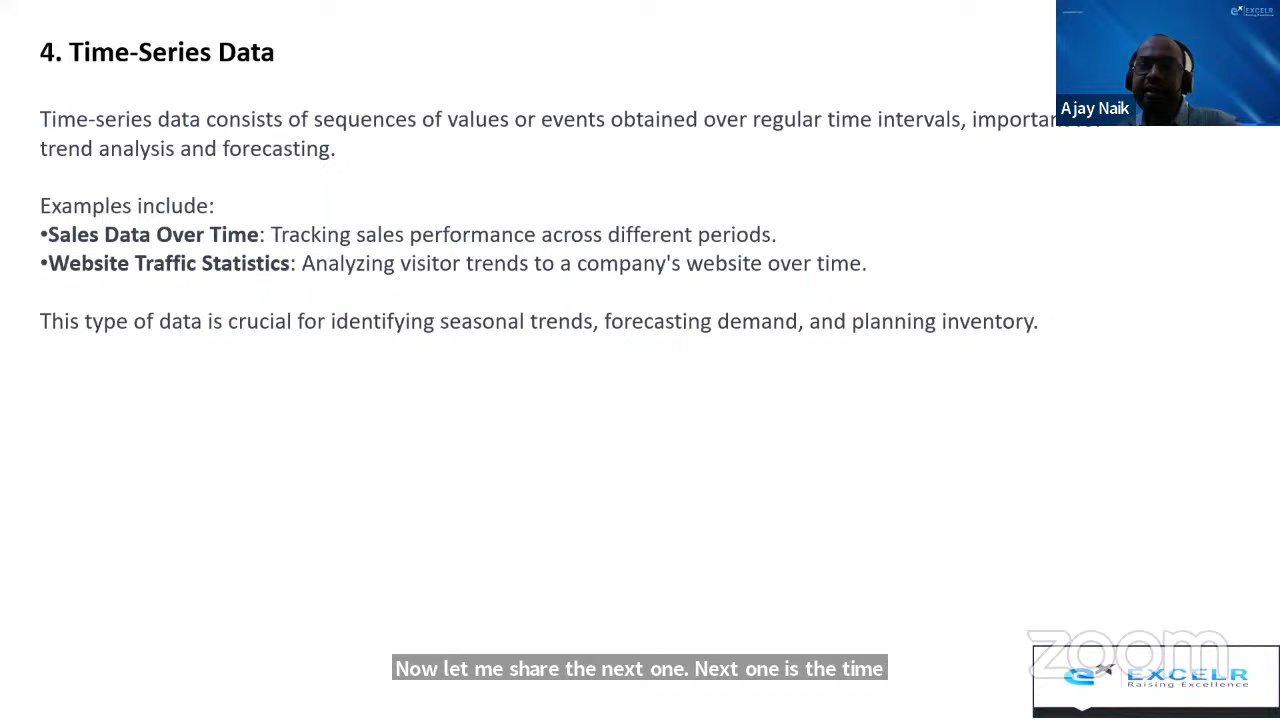 4. Time-Series Data
EXCELR
Ajay Naik
Time-series data consists of sequences of values or events obtained over regular time intervals,
trend analysis and forecasting.
Examples include:
•Sales Data Over Time: Tracking sales performance across different periods.
•Website Traffic Statistics: Analyzing visitor trends to a company's website over time.
This type of data is crucial for identifying seasonal trends, forecasting demand, and planning inventory.
zoom
Now let me share the next one. Next one is the time
EXCELR
Raising Excellence